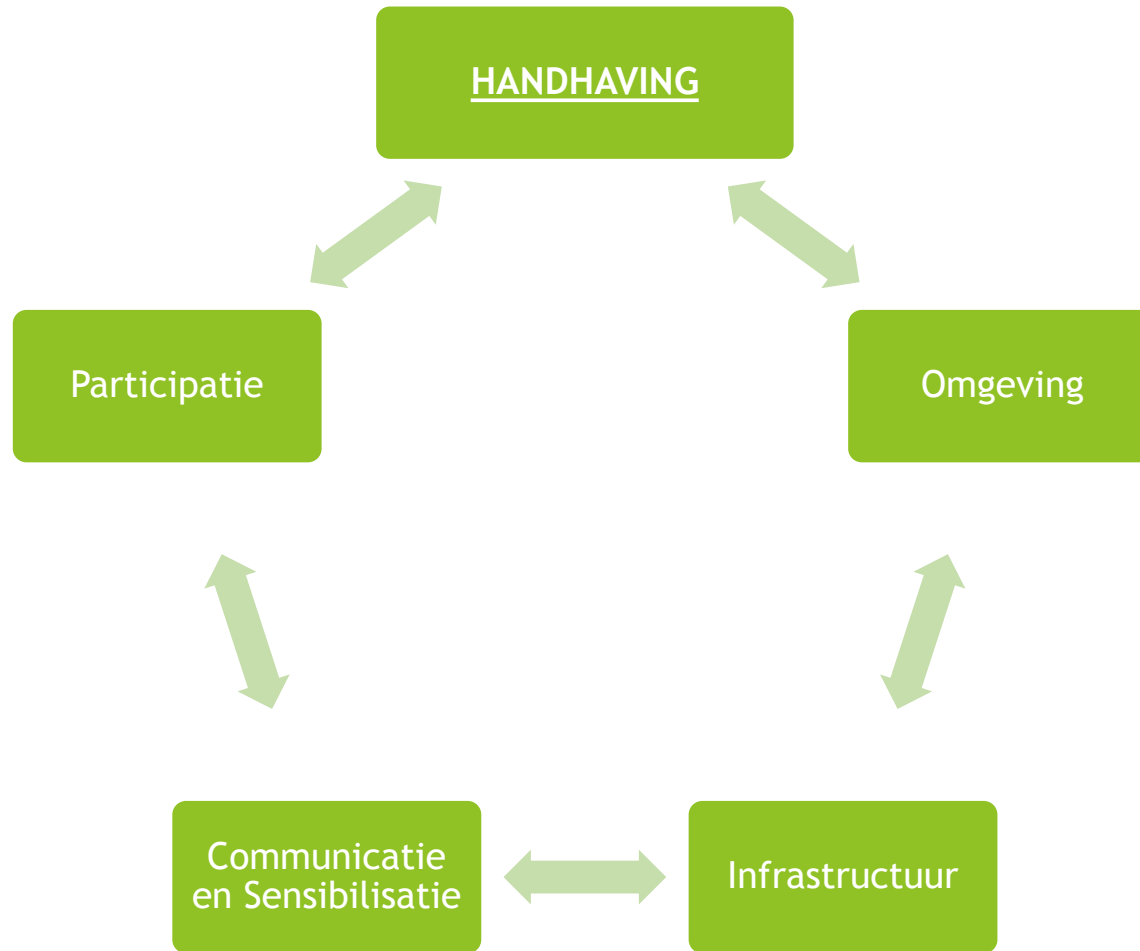 HANDHAVING
Participatie
Omgeving
Communicatie
en Sensibilisatie
Infrastructuur